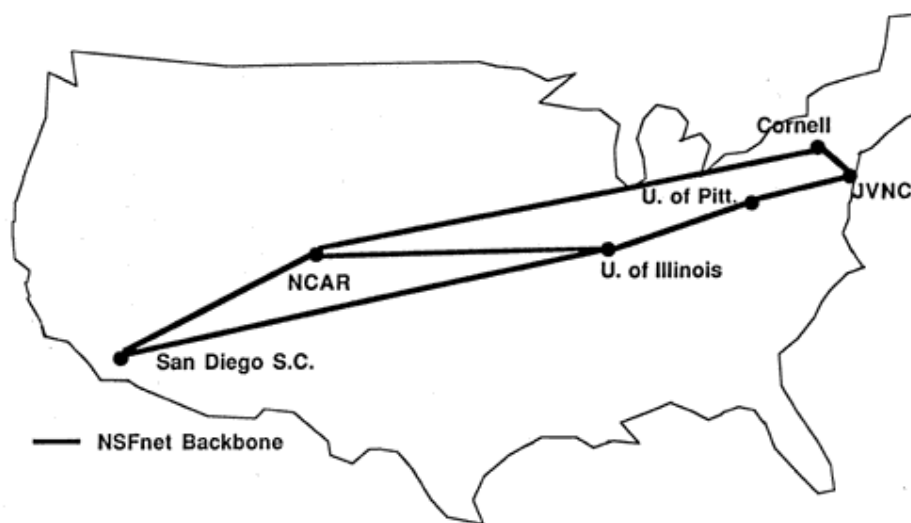 Cornell
JVNC
U. of Pitt.
U. of Illinois
NCAR
San Diego S.C.
NSFnet Backbone